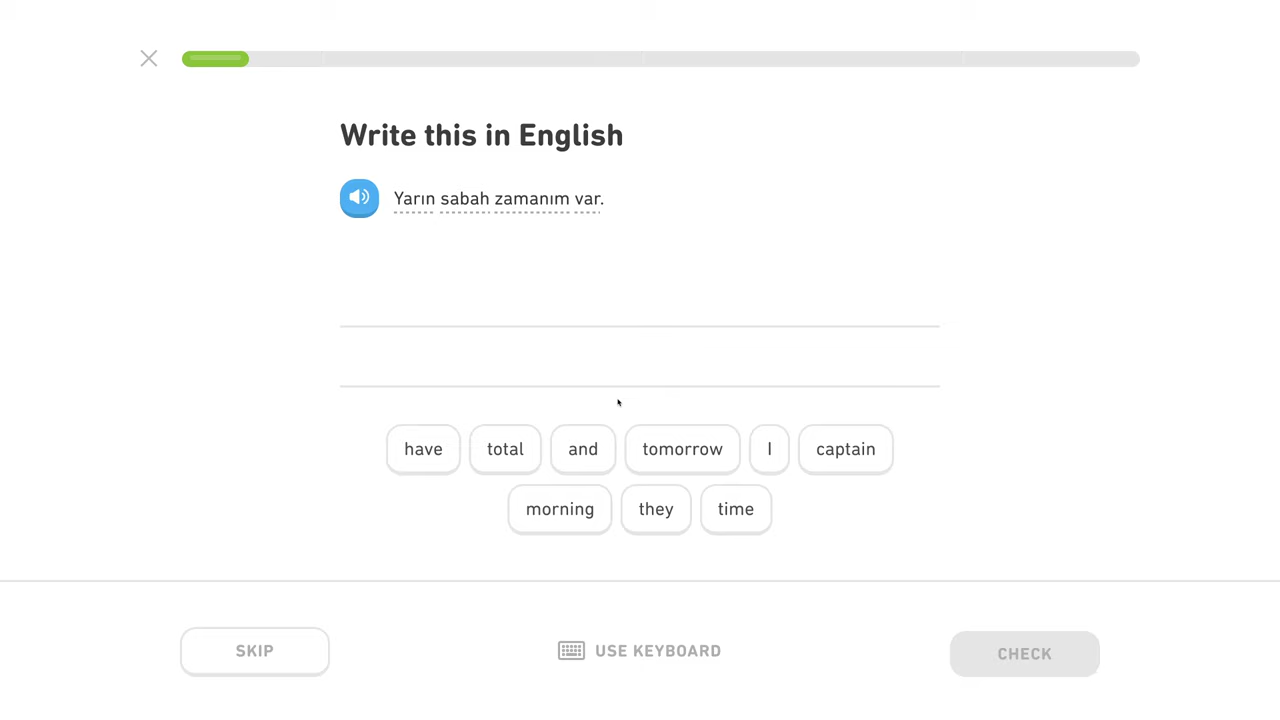 Write this in English
Yarın sabah zamanım var.
have total and tomorrow I captain
morning they time
SKIP USE KEYBOARD CHECK